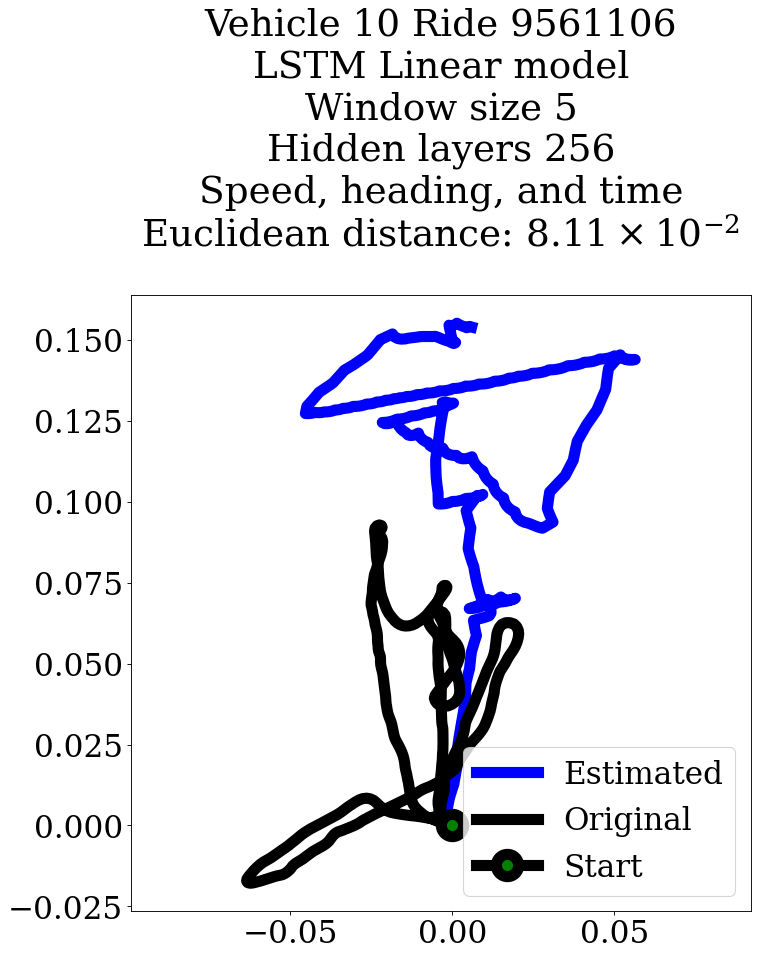 Vehicle 10 Ride 9561106
LSTM Linear model
Window size 5
Hidden layers 256
Speed, heading, and time
Euclidean distance: 8.11 × 10⁻²
0.150
0.125
0.100
0.075
0.050
0.025
0.000
−0.025
−0.05
0.00
0.05
Estimated
Original
Start